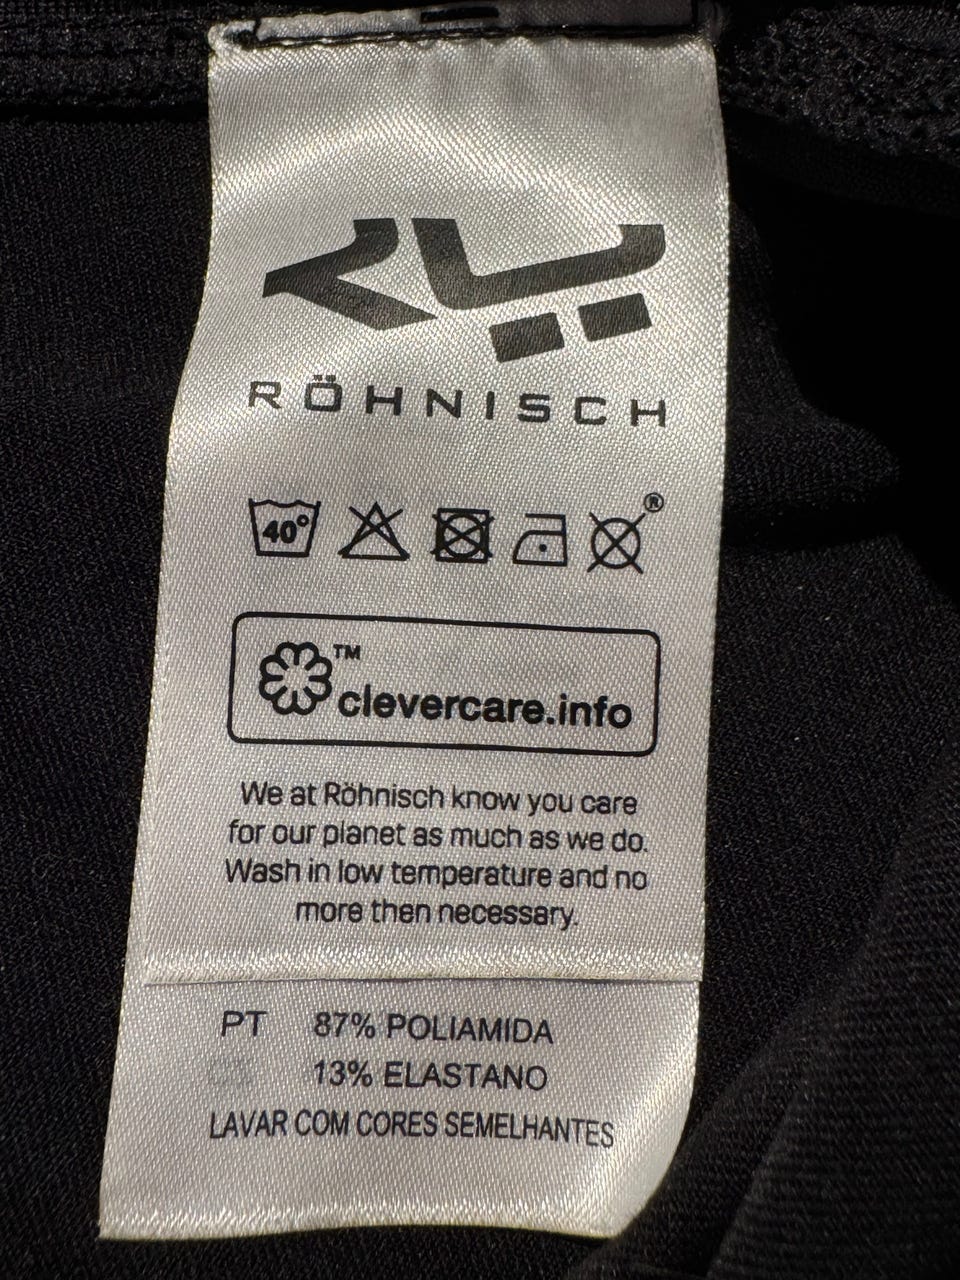 RÖHNISCH
40°
®
™
clevercare.info
We at Röhnisch know you care
for our planet as much as we do.
Wash in low temperature and no
more then necessary.
PT 87% POLIAMIDA
13% ELASTANO
LAVAR COM CORES SEMELHANTES